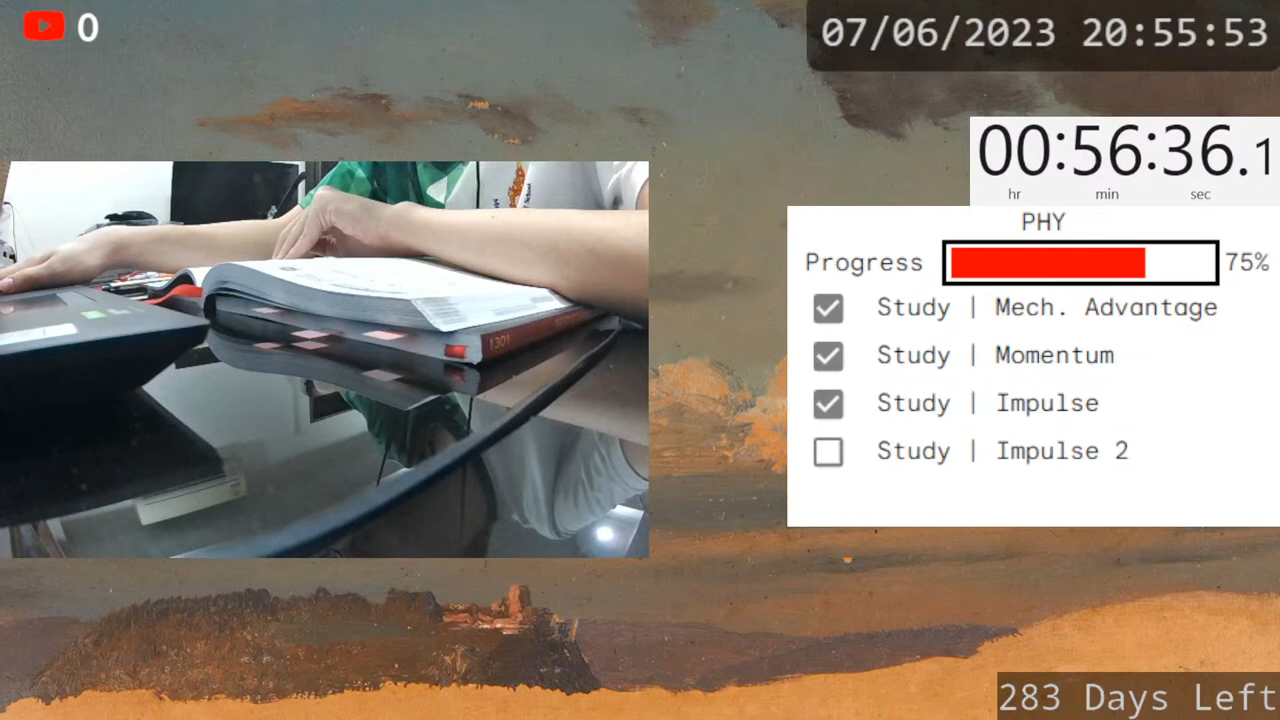 0
07/06/2023 20:55:53
00:56:36.1
hr min sec
PHY
Progress 75%
Study | Mech. Advantage
Study | Momentum
Study | Impulse
Study | Impulse 2
1301
283 Days Left